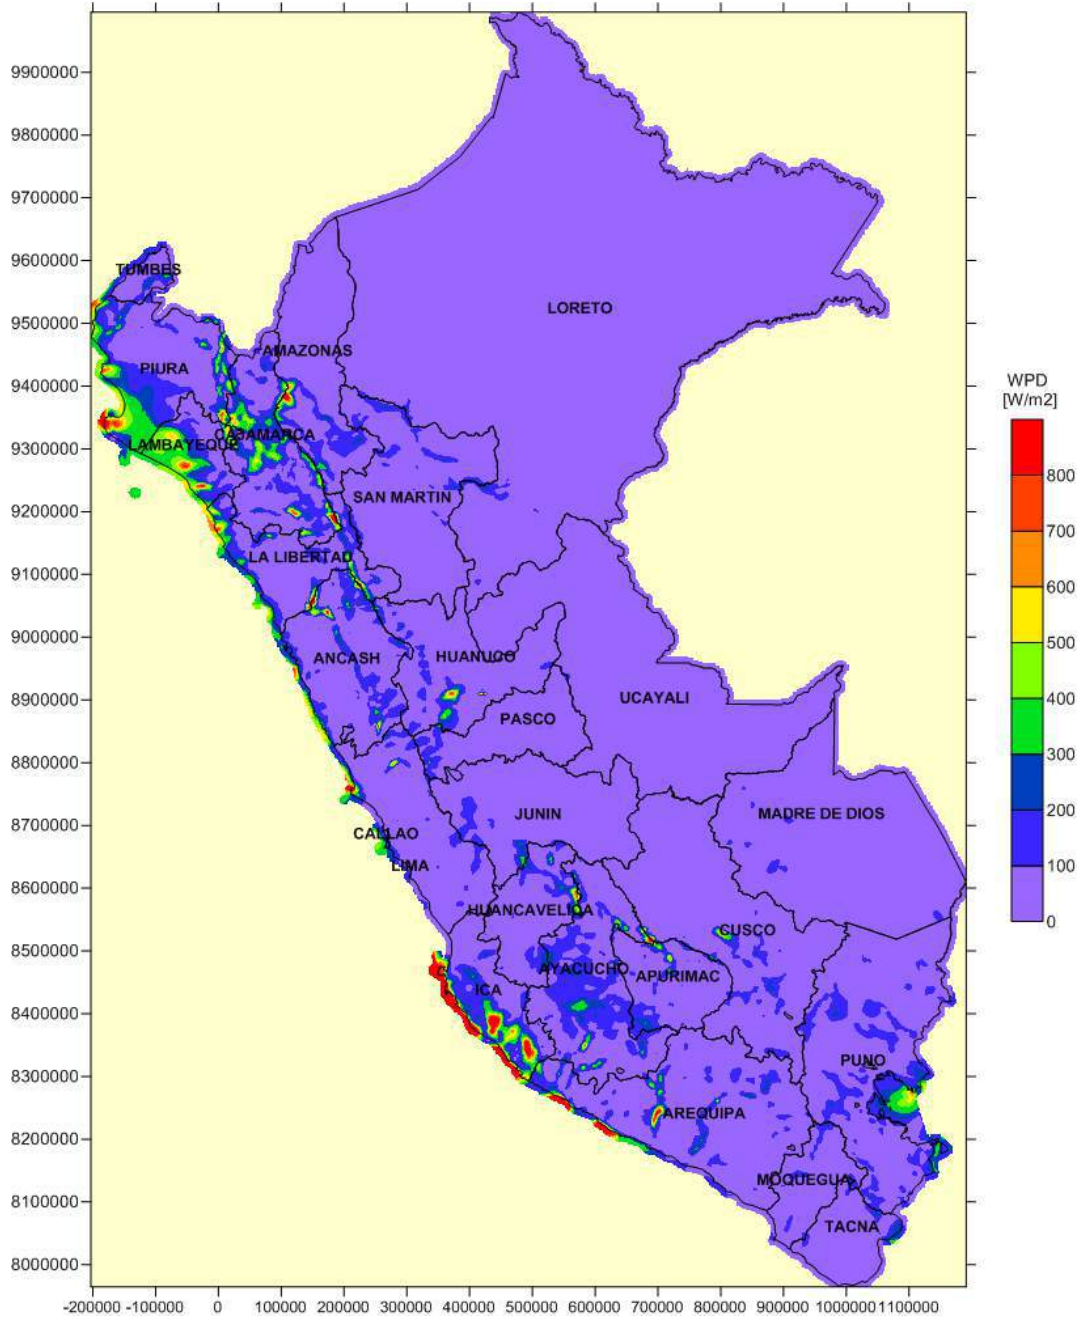 9900000
9800000
9700000
9600000
9500000
9400000
9300000
9200000
9100000
9000000
8900000
8800000
8700000
8600000
8500000
8400000
8300000
8200000
8100000
8000000
-200000 -100000 0 100000 200000 300000 400000 500000 600000 700000 800000 900000 1000000 1100000
TUMBES
LORETO
AMAZONAS
PIURA
CAJAMARCA
LAMBAYEQUE
SAN MARTIN
LA LIBERTAD
ANCASH
HUANUCO
UCAYALI
PASCO
JUNIN
MADRE DE DIOS
CALLAO
LIMA
HUANCAVELICA
CUSCO
AYACUCHO
APURIMAC
ICA
PUNO
AREQUIPA
MOQUEGUA
TACNA
WPD
[W/m2]
800
700
600
500
400
300
200
100
0